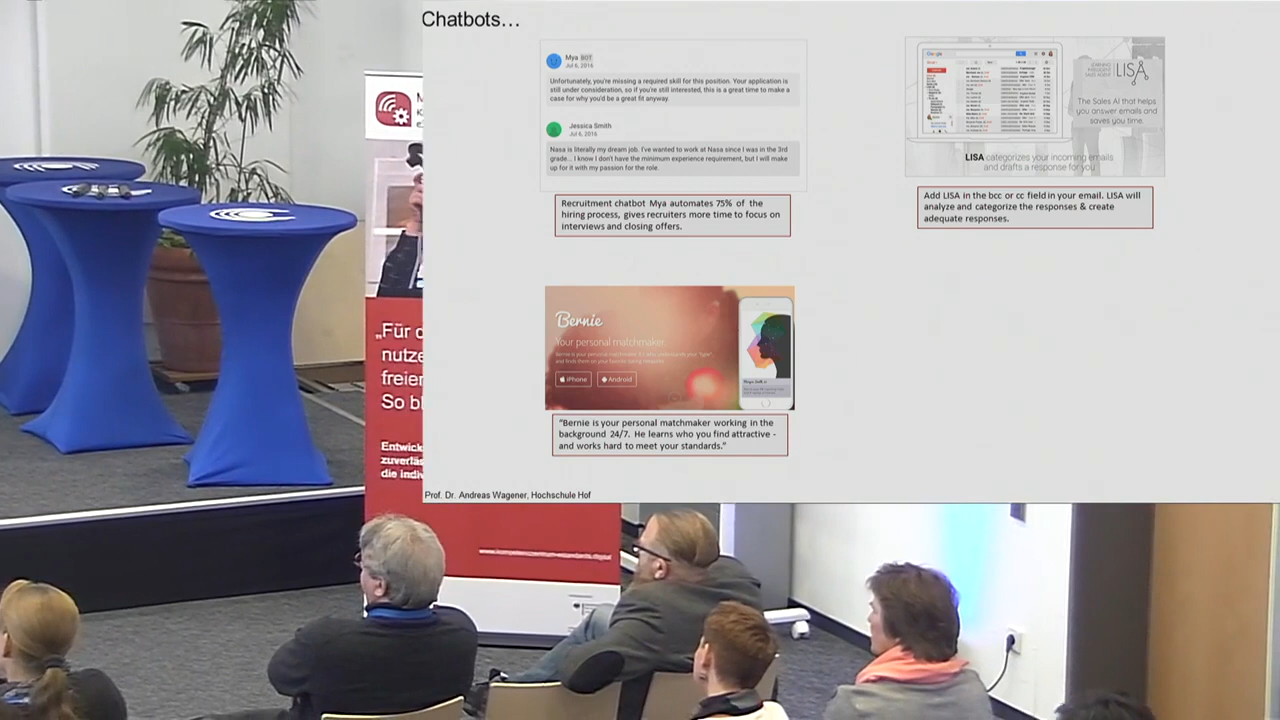 Chatbots…
Mya BOT
Jul 6, 2016
Unfortunately, you're missing a required skill for this position. Your application is
still under consideration, so if you're still interested, this is a great time to make a
case for why you'd be a great fit anyway.
Jessica Smith
Jul 6, 2016
Nasa is literally my dream job. I've wanted to work at Nasa since I was in the 3rd
grade... I know I don't have the minimum experience requirement, but I will make
up for it with my passion for the role.
Recruitment chatbot Mya automates 75% of the
hiring process, gives recruiters more time to focus on
interviews and closing offers.
Google
LISA
The Sales AI that helps
you answer emails and
saves you time.
LISA categorizes your incoming emails
and drafts a response for you
Add LISA in the bcc or cc field in your email. LISA will
analyze and categorize the responses & create
adequate responses.
Bernie
Your personal matchmaker.
iPhone
Android
"Bernie is your personal matchmaker working in the
background 24/7. He learns who you find attractive -
and works hard to meet your standards."
Prof. Dr. Andreas Wagener, Hochschule Hof
„Für
nutze
freier
So bl
Entwick
zuverläs
die indiv